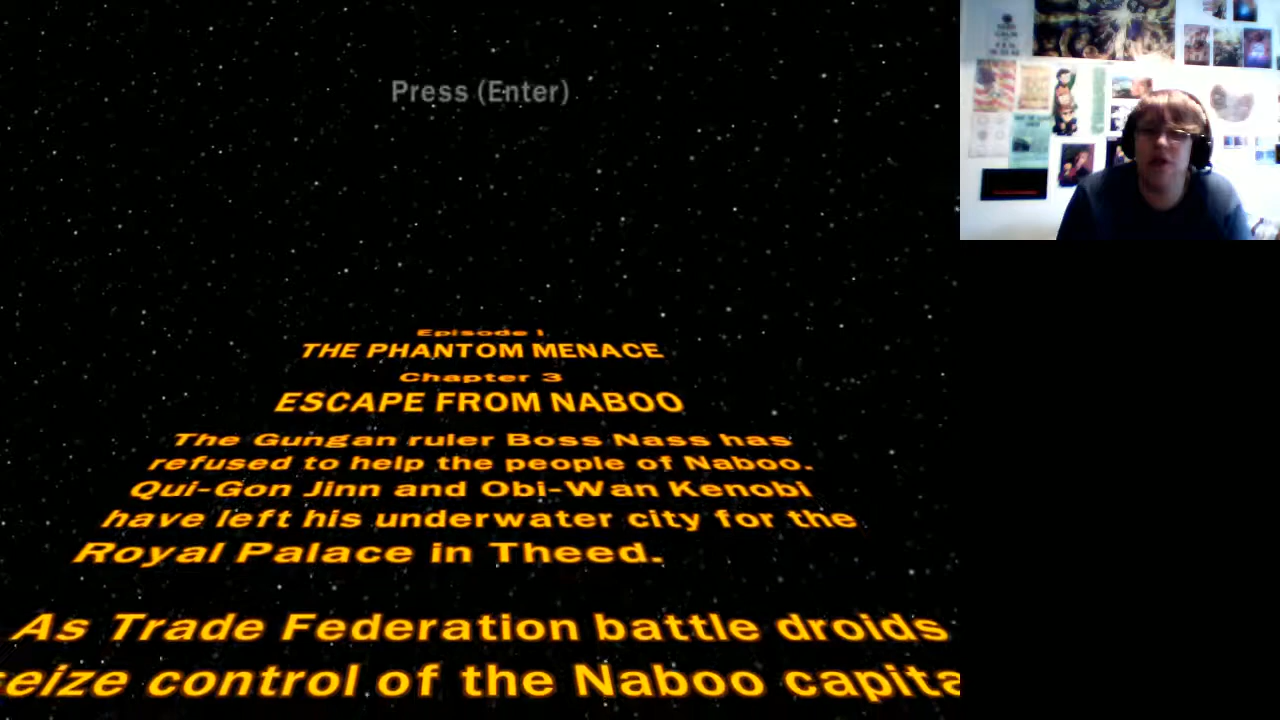 Press (Enter)
Episode I
THE PHANTOM MENACE
Chapter 3
ESCAPE FROM NABOO
The Gungan ruler Boss Nass has
refused to help the people of Naboo.
Qui-Gon Jinn and Obi-Wan Kenobi
have left his underwater city for the
Royal Palace in Theed.
As Trade Federation battle droids
seize control of the Naboo capita